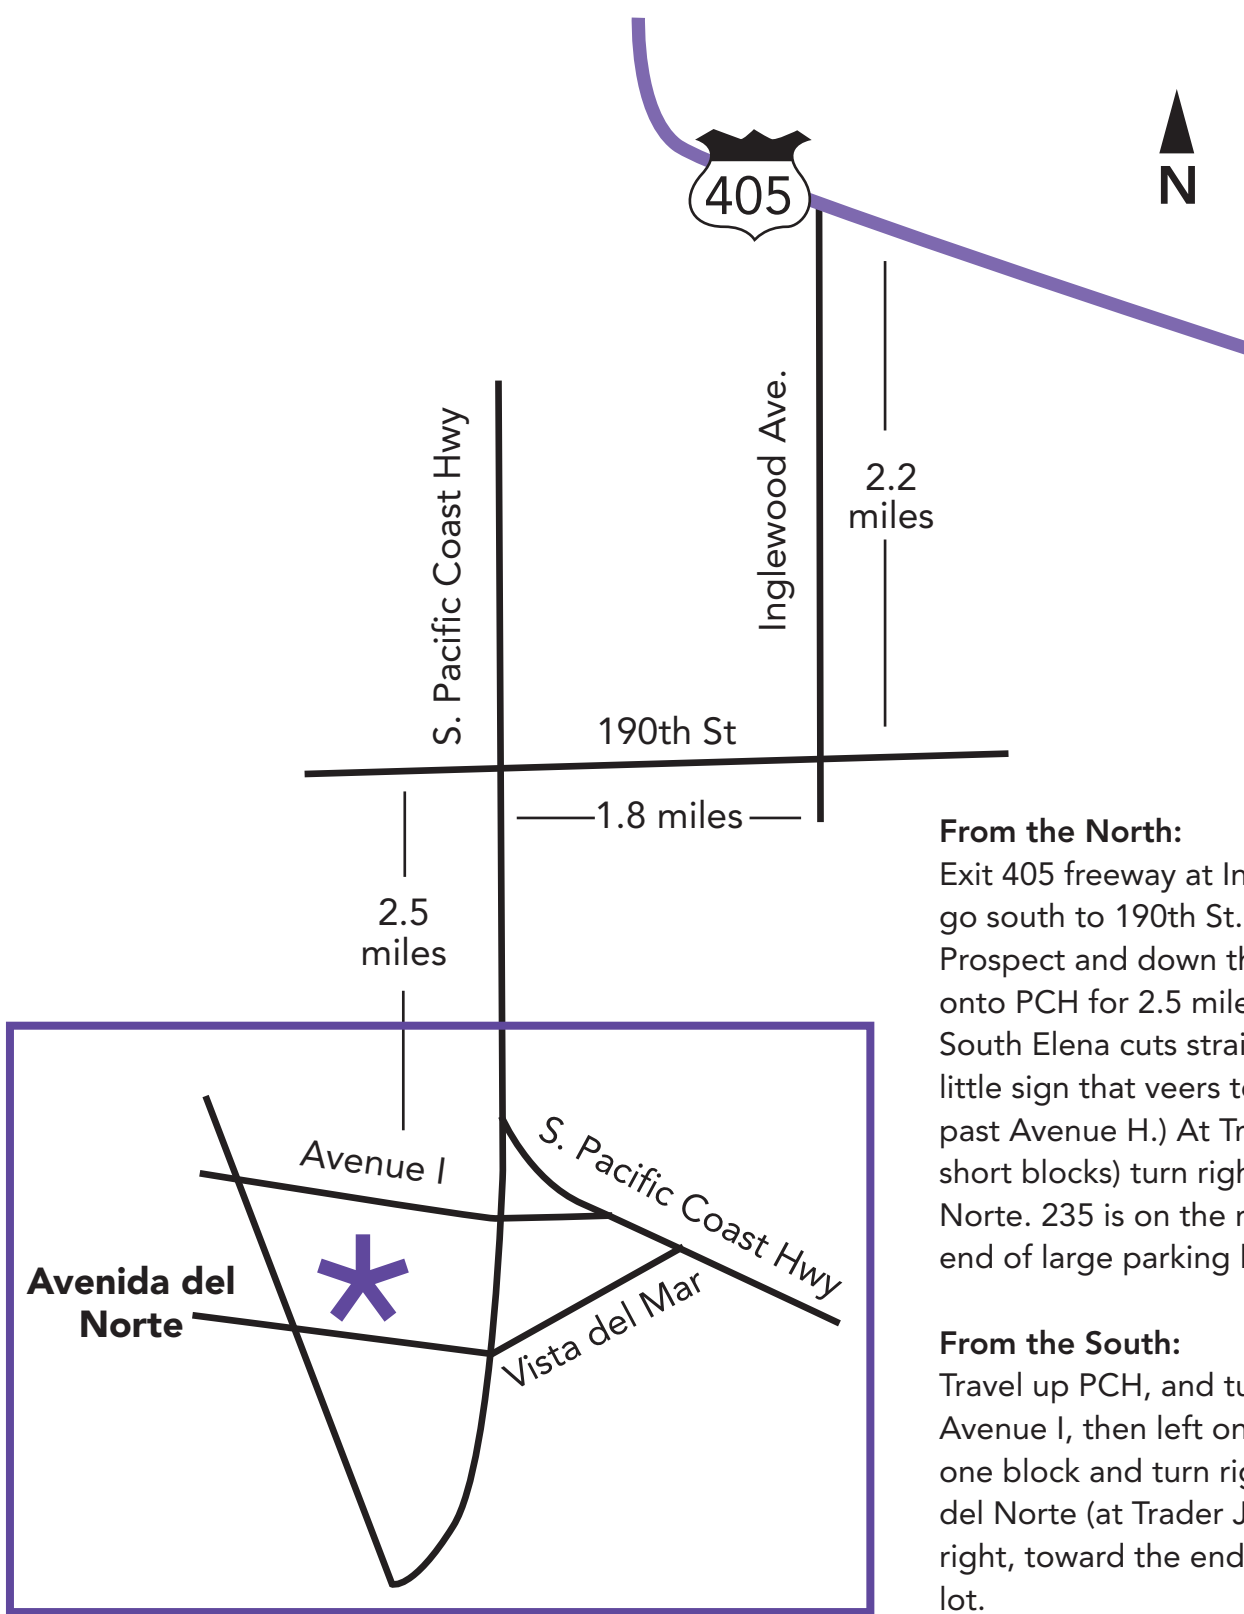 405
N
S. Pacific Coast Hwy
Inglewood Ave.
2.2
miles
190th St
1.8 miles
2.5
miles
Avenue I
S. Pacific Coast Hwy
Avenida del
Norte
Vista del Mar
From the North:
Exit 405 freeway at
go south to 190th St.
Prospect and down
onto PCH for 2.5
South Elena cuts
little sign that veers
past Avenue H.) At
short blocks) turn
Norte. 235 is on the
end of large parking
From the South:
Travel up PCH, and
Avenue I, then left on
one block and turn
del Norte (at Trader
right, toward the end
lot.